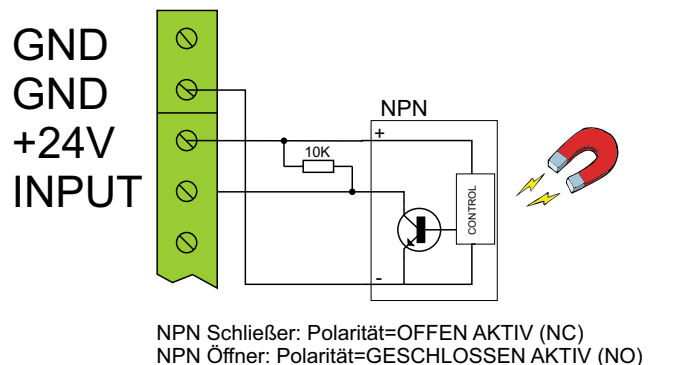 GND
GND
+24V
INPUT
NPN
+
10K
CONTROL
-
NPN Schließer: Polarität=OFFEN AKTIV (NC)
NPN Öffner: Polarität=GESCHLOSSEN AKTIV (NO)